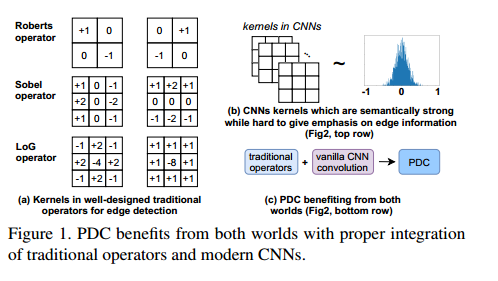 Roberts
operator
+1 0
0 -1
0 +1
-1 0
Sobel
operator
+1 0 -1
+2 0 -2
+1 0 -1
+1 +2 +1
0 0 0
-1 -2 -1
LoG
operator
-1 +2 -1
+2 -4 +2
-1 +2 -1
+1 +1 +1
+1 -8 +1
+1 +1 +1
(a) Kernels in well-designed traditional
operators for edge detection
kernels in CNNs
...
~
-1 0 1
(b) CNNs kernels which are semantically strong
while hard to give emphasis on edge information
(Fig2, top row)
traditional
operators
+
vanilla CNN
convolution
PDC
(c) PDC benefiting from both
worlds (Fig2, bottom row)
Figure 1. PDC benefits from both worlds with proper integration
of traditional operators and modern CNNs.